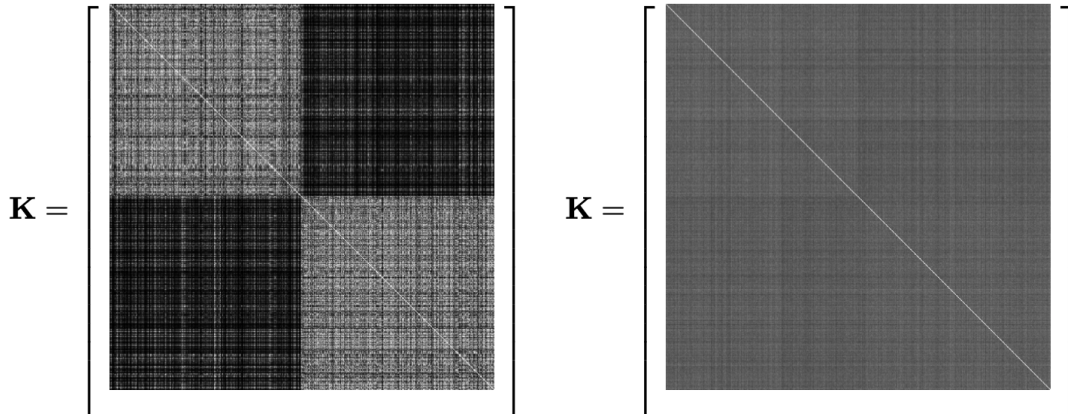 K =
K =